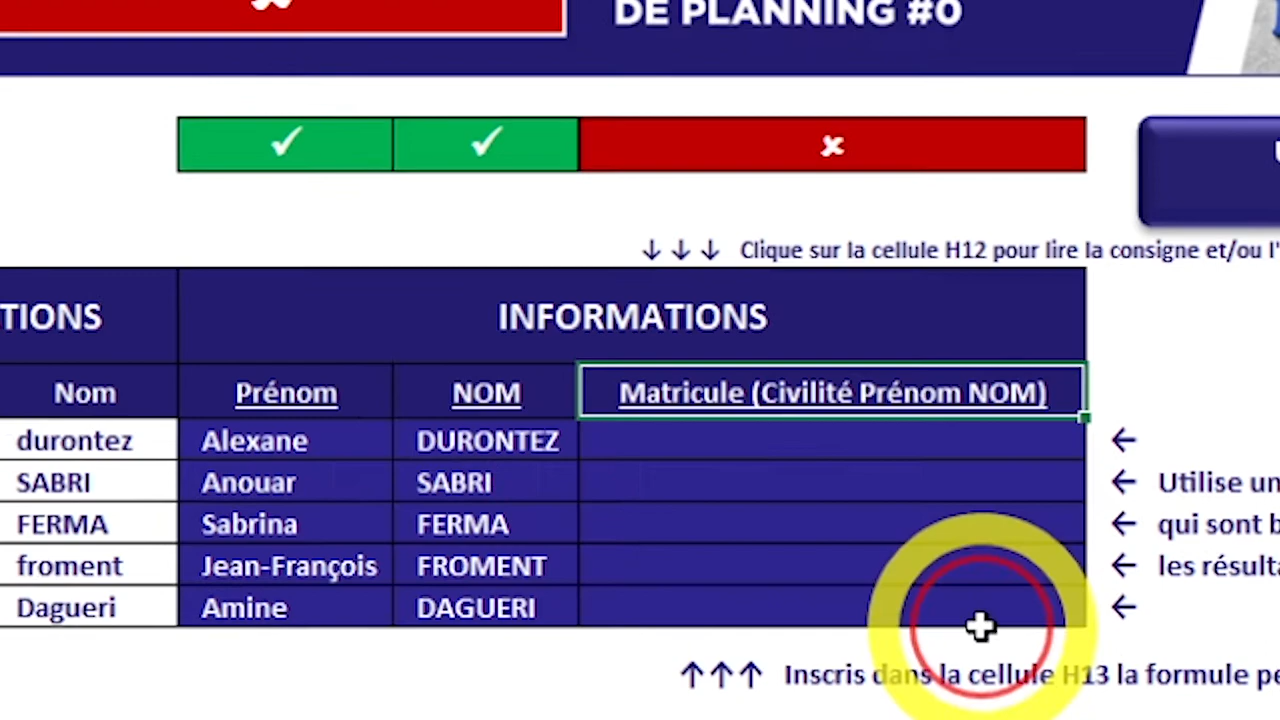 DE PLANNING #0
✓ ✓ ✘
↓ ↓ ↓ Clique sur la cellule H12 pour lire la consigne et/ou l'
TIONS INFORMATIONS
Nom Prénom NOM Matricule (Civilité Prénom NOM)
durontez Alexane DURONTEZ ←
SABRI Anouar SABRI ← Utilise un
FERMA Sabrina FERMA ← qui sont b
froment Jean-François FROMENT ← les résulta
Dagueri Amine DAGUERI ←
↑↑↑ Inscris dans la cellule H13 la formule pe